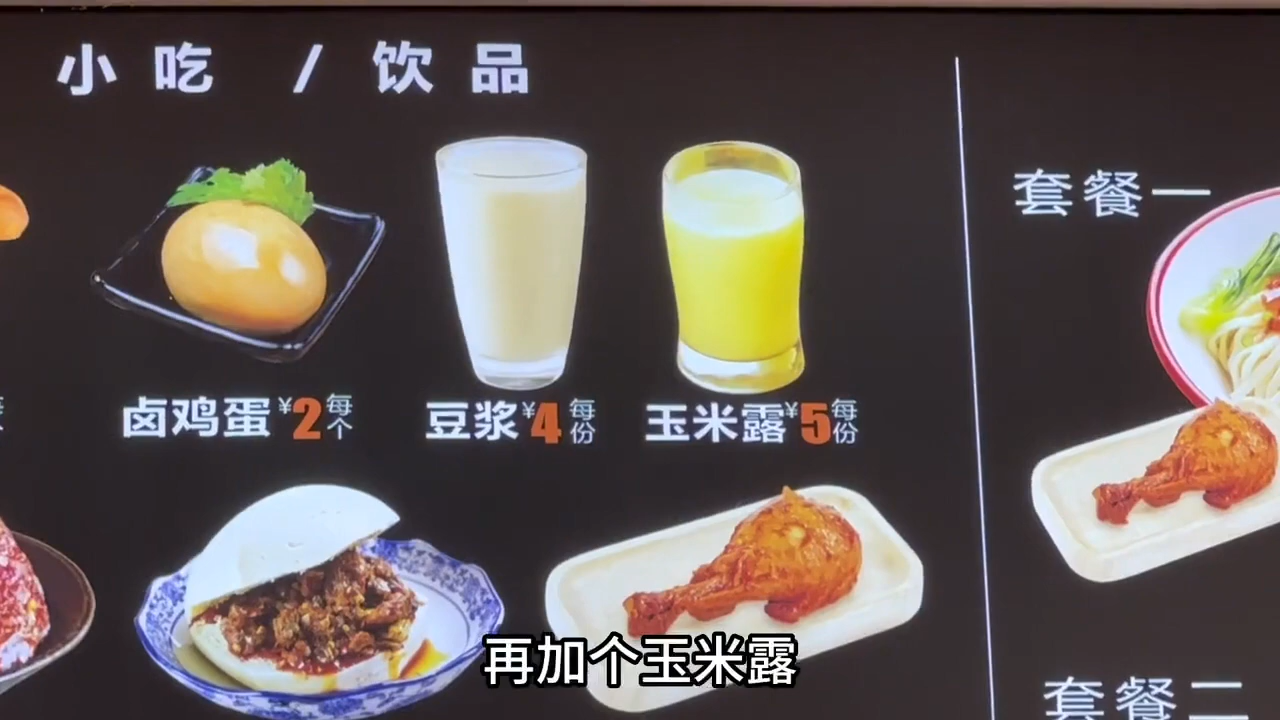 小吃 / 饮品
套餐一
卤鸡蛋 ¥2 每个
豆浆 ¥4 每份
玉米露 ¥5 每份
再加个玉米露
套餐二